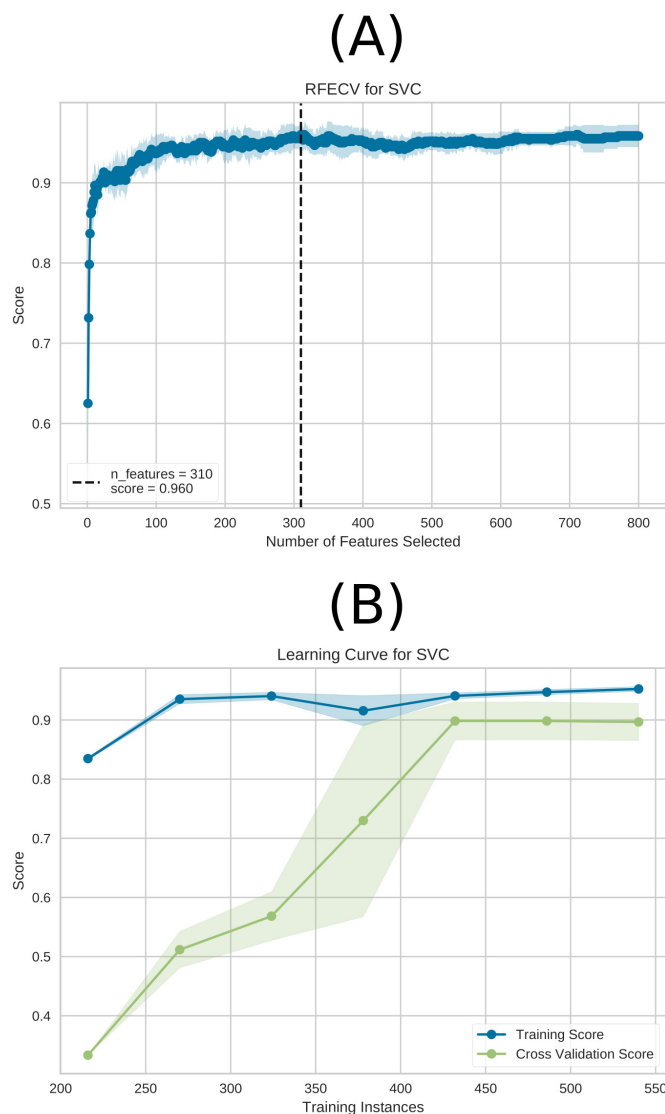 (A)
RFECV for SVC
Score
0.9
0.8
0.7
0.6
0.5
n_features = 310
score = 0.960
0 100 200 300 400 500 600 700 800
Number of Features Selected
(B)
Learning Curve for SVC
Score
0.9
0.8
0.7
0.6
0.5
0.4
Training Score
Cross Validation Score
200 250 300 350 400 450 500 550
Training Instances